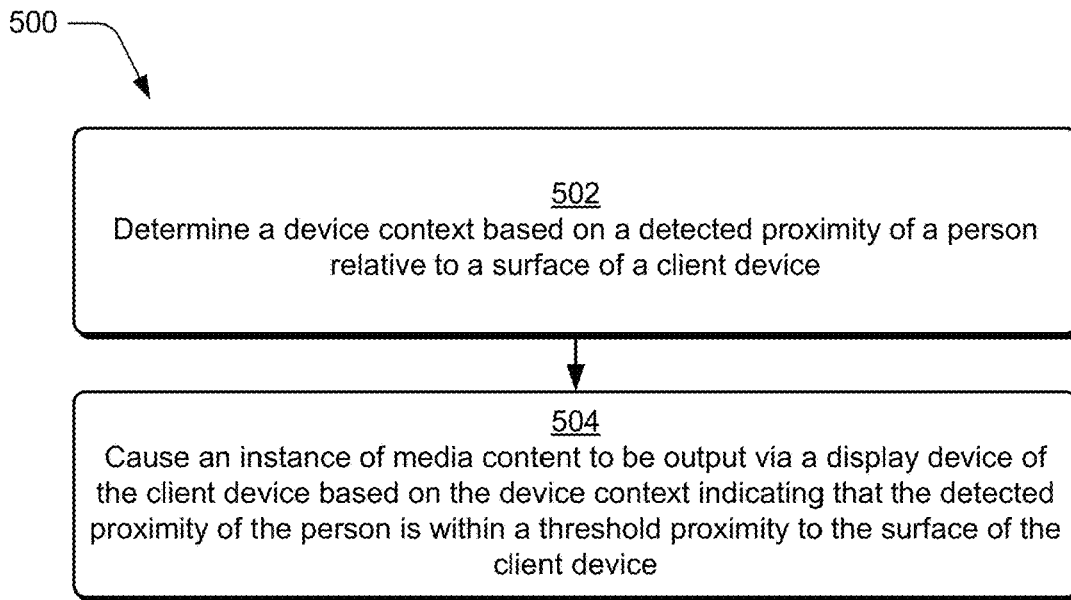 500
502
Determine a device context based on a detected proximity of a person
relative to a surface of a client device
504
Cause an instance of media content to be output via a display device of
the client device based on the device context indicating that the detected
proximity of the person is within a threshold proximity to the surface of the
client device